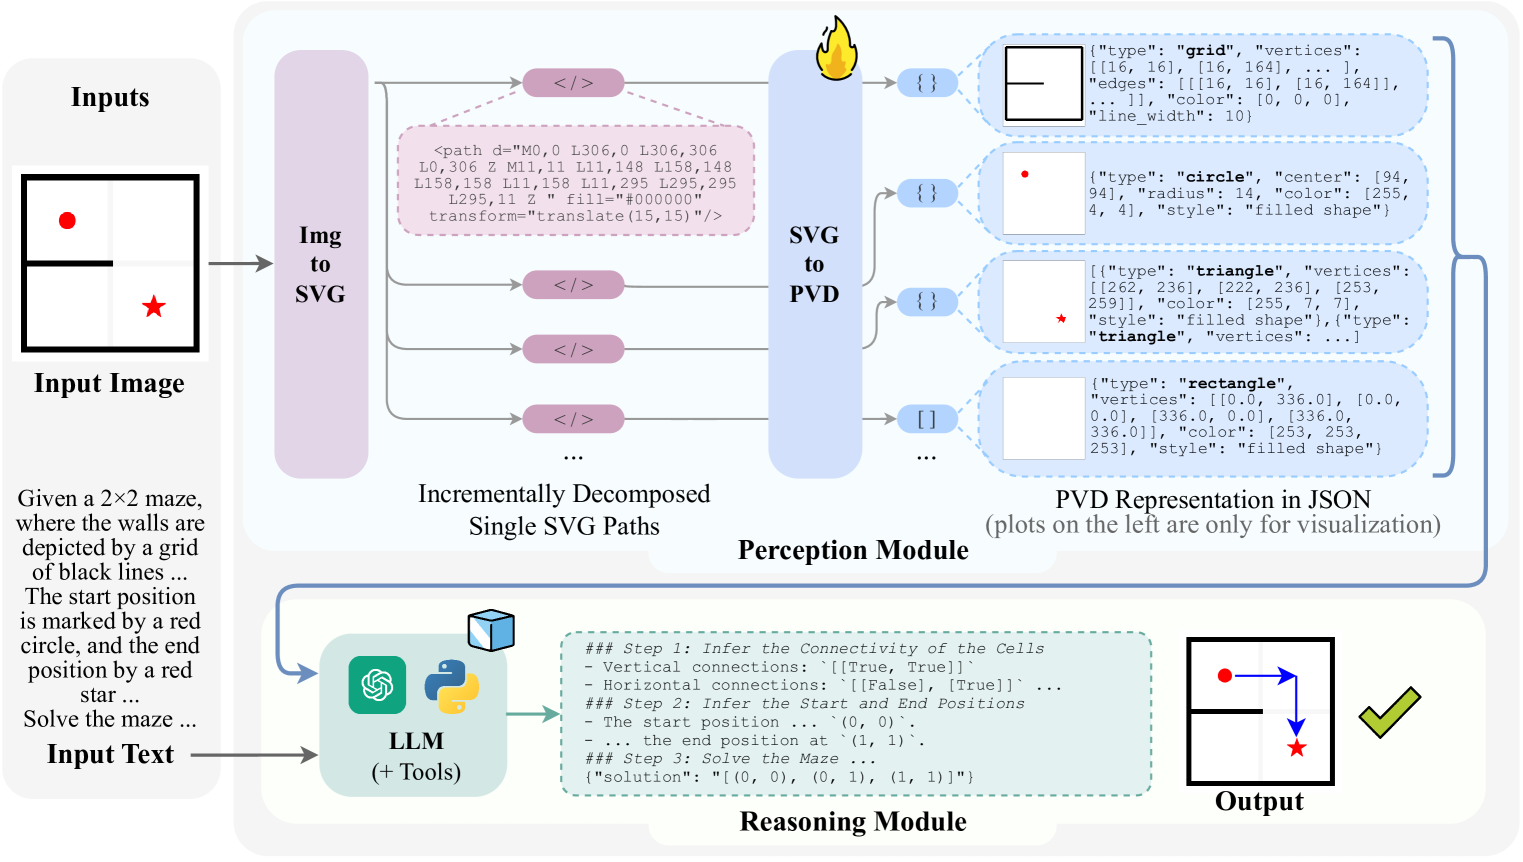 Inputs
Input Image
Given a 2×2 maze,
where the walls are
depicted by a grid
of black lines ...
The start position
is marked by a red
circle, and the end
position by a red
star ...
Solve the maze ...
Input Text
Img
to
SVG
</>
<path d="M0,0 L306,0 L306,306
L0,306 Z M11,11 L11,148 L158,148
L158,158 L11,158 L11,295 L295,295
L295,11 Z " fill="#000000"
transform="translate(15,15)"/>
</>
</>
</>
...
Incrementally Decomposed
Single SVG Paths
SVG
to
PVD
{}
{"type": "grid", "vertices":
[[16, 16], [16, 164], ... ],
"edges": [[[16, 16], [16, 164]],
... ]], "color": [0, 0, 0],
"line_width": 10}
{}
{"type": "circle", "center": [94,
94], "radius": 14, "color": [255,
4, 4], "style": "filled shape"}
{}
[{"type": "triangle", "vertices":
[[262, 236], [222, 236], [253,
259]], "color": [255, 7, 7],
"style": "filled shape"},{"type":
"triangle", "vertices": ...]
[]
{"type": "rectangle",
"vertices": [[0.0, 336.0], [0.0,
0.0], [336.0, 0.0], [336.0,
336.0]], "color": [253, 253,
253], "style": "filled shape"}
...
PVD Representation in JSON
(plots on the left are only for visualization)
Perception Module
LLM
(+ Tools)
### Step 1: Infer the Connectivity of the Cells
- Vertical connections: `[[True, True]]`
- Horizontal connections: `[[False], [True]]` ...
### Step 2: Infer the Start and End Positions
- The start position ... `(0, 0)`.
- ... the end position at `(1, 1)`.
### Step 3: Solve the Maze ...
{"solution": "[(0, 0), (0, 1), (1, 1)]"}
Output
Reasoning Module